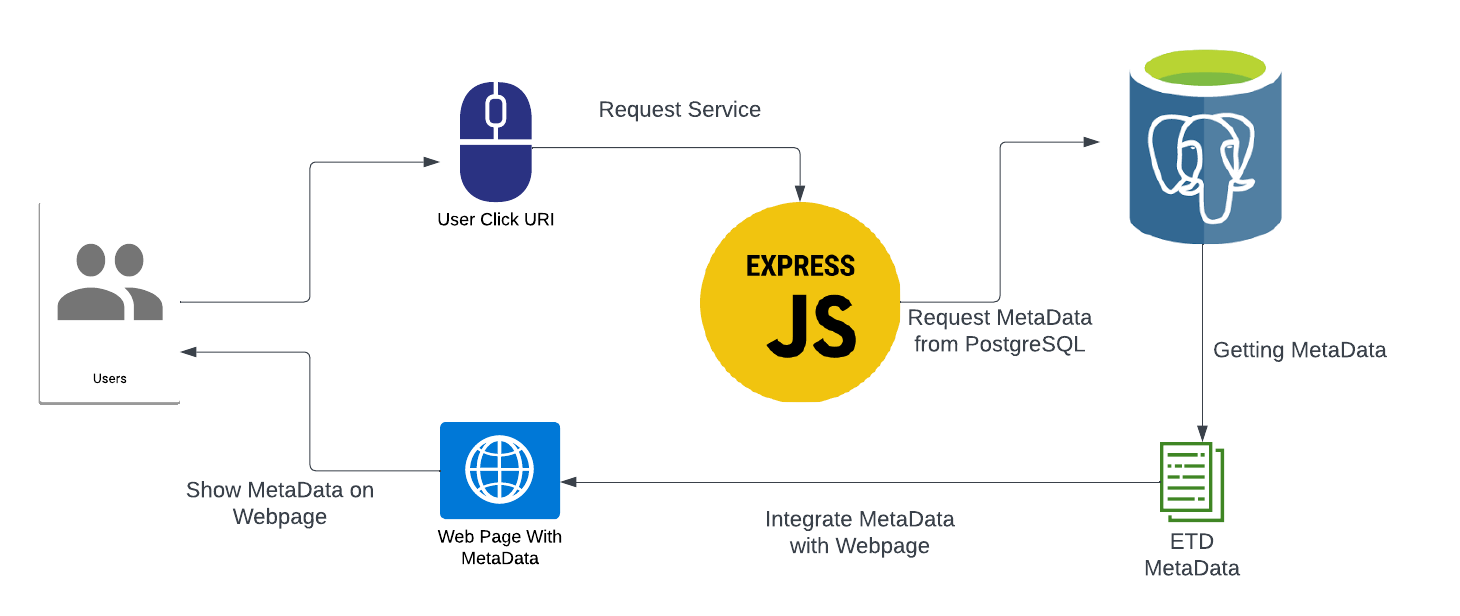 Request Service
User Click URI
EXPRESS
JS
Request MetaData
from PostgreSQL
Getting MetaData
Users
Show MetaData on
Webpage
Web Page With
MetaData
Integrate MetaData
with Webpage
ETD
MetaData